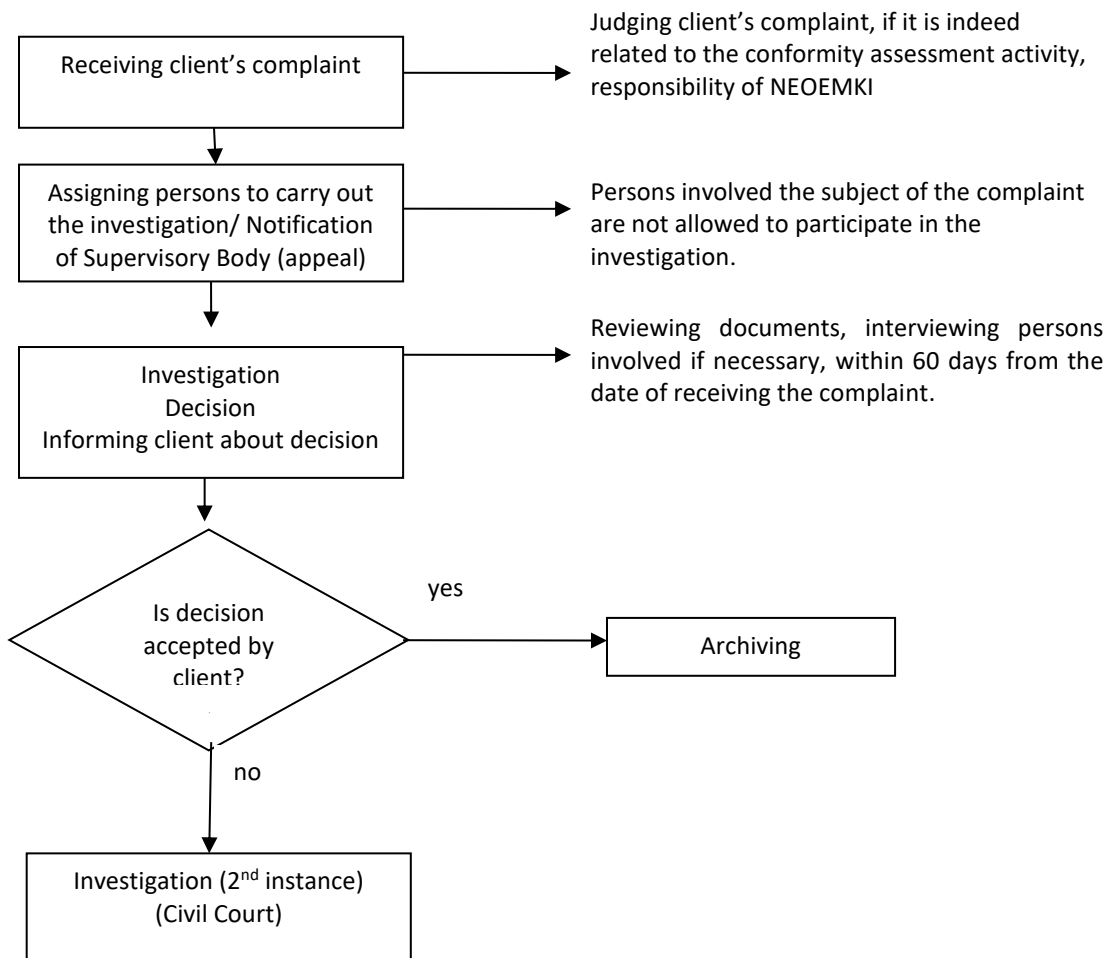 Receiving client’s complaint
Judging client’s complaint, if it is indeed
related to the conformity assessment activity,
responsibility of NEOEMKI
Assigning persons to carry out
the investigation/ Notification
of Supervisory Body (appeal)
Persons involved the subject of the complaint
are not allowed to participate in the
investigation.
Investigation
Decision
Informing client about decision
Reviewing documents, interviewing persons
involved if necessary, within 60 days from the
date of receiving the complaint.
Is decision
accepted by
client?
yes
Archiving
no
Investigation (2nd instance)
(Civil Court)